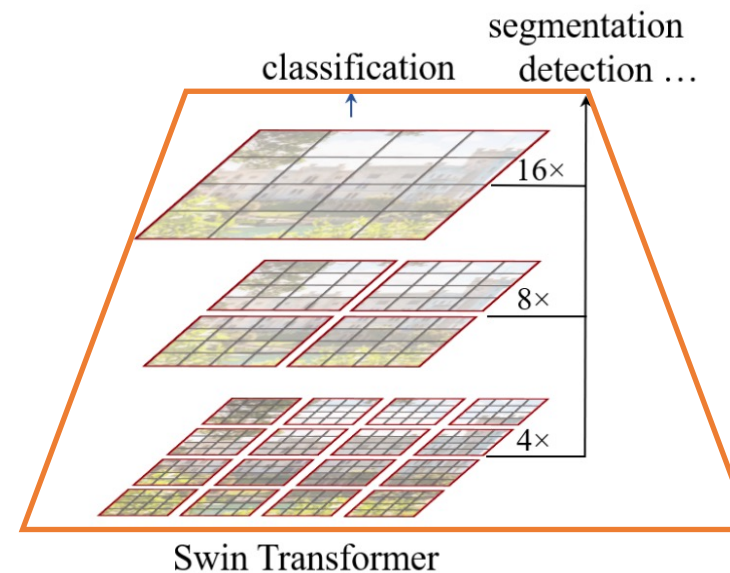 segmentation
classification
detection …
16×
8×
4×
Swin Transformer